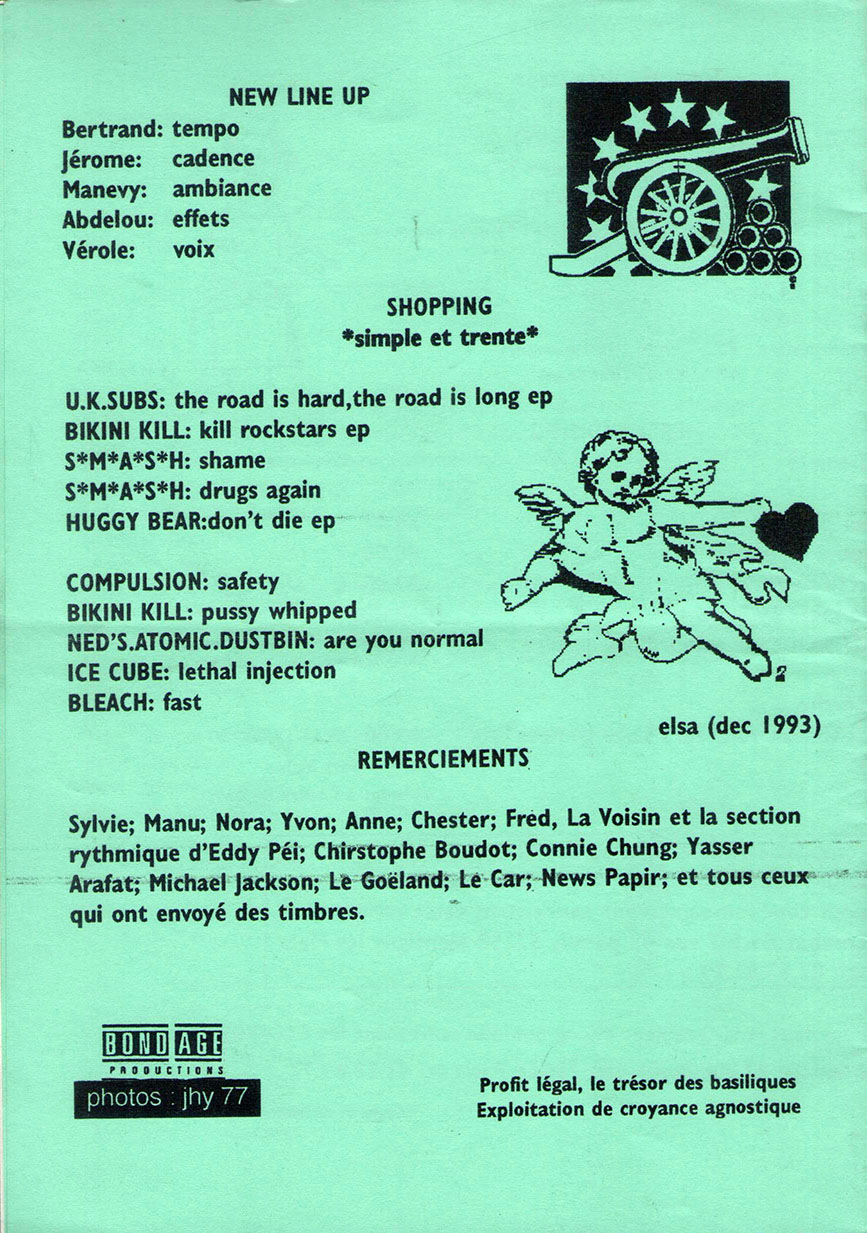 NEW LINE UP
Bertrand: tempo
Jérome: cadence
Manevy: ambiance
Abdelou: effets
Vérole: voix
SHOPPING
*simple et trente*
U.K.SUBS: the road is hard,the road is long ep
BIKINI KILL: kill rockstars ep
S*M*A*S*H: shame
S*M*A*S*H: drugs again
HUGGY BEAR:don't die ep
COMPULSION: safety
BIKINI KILL: pussy whipped
NED'S.ATOMIC.DUSTBIN: are you normal
ICE CUBE: lethal injection
BLEACH: fast
elsa (dec 1993)
REMERCIEMENTS
Sylvie; Manu; Nora; Yvon; Anne; Chester; Fred, La Voisin et la section
rythmique d'Eddy Péi; Chirstophe Boudot; Connie Chung; Yasser
Arafat; Michael Jackson; Le Goëland; Le Car; News Papir; et tous ceux
qui ont envoyé des timbres.
BONDAGE
PRODUCTIONS
photos : jhy 77
Profit légal, le trésor des basiliques
Exploitation de croyance agnostique